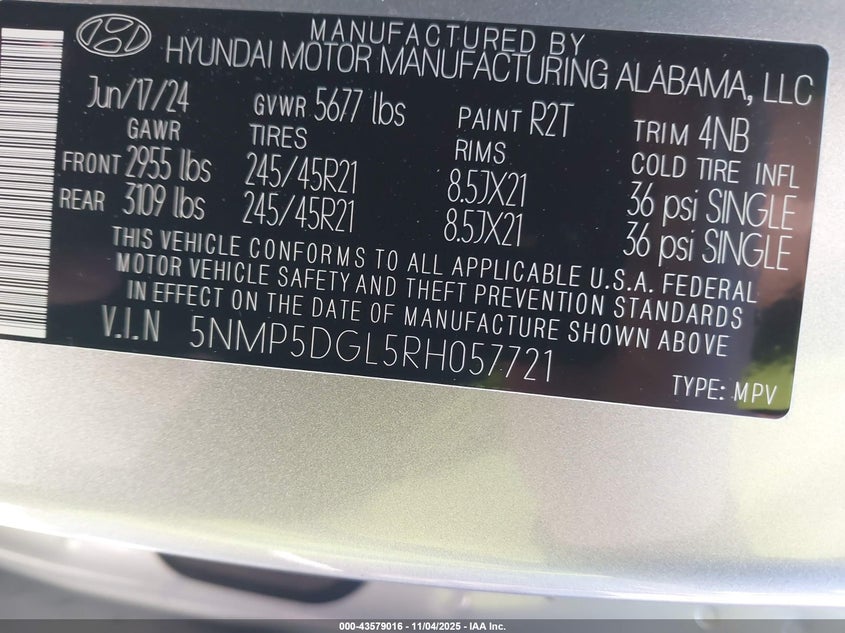 MANUFACTURED BY
HYUNDAI MOTOR MANUFACTURING ALABAMA, LLC
Jun/17/24 GVWR 5677 lbs PAINT R2T TRIM 4NB
GAWR TIRES RIMS COLD TIRE INFL
FRONT 2955 lbs 245/45R21 8.5JX21 36 psi SINGLE
REAR 3109 lbs 245/45R21 8.5JX21 36 psi SINGLE
THIS VEHICLE CONFORMS TO ALL APPLICABLE U.S.A. FEDERAL
MOTOR VEHICLE SAFETY AND THEFT PREVENTION STANDARDS
IN EFFECT ON THE DATE OF MANUFACTURE SHOWN ABOVE
V.I.N 5NMP5DGL5RH057721
TYPE: MPV
000-43579016 - 11/04/2025 - IAA Inc.